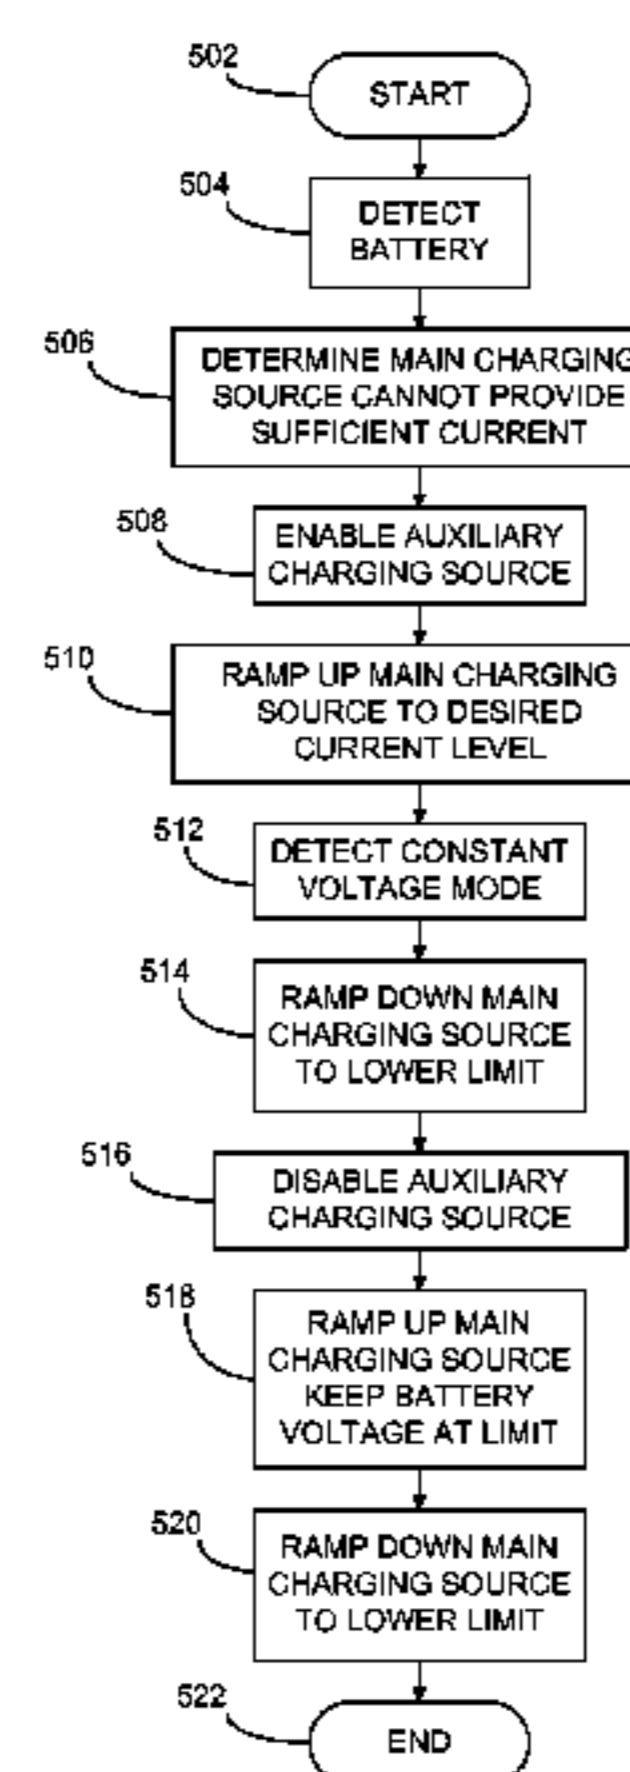 502
START
504
DETECT
BATTERY
506
DETERMINE MAIN CHARGING
SOURCE CANNOT PROVIDE
SUFFICIENT CURRENT
508
ENABLE AUXILIARY
CHARGING SOURCE
510
RAMP UP MAIN CHARGING
SOURCE TO DESIRED
CURRENT LEVEL
512
DETECT CONSTANT
VOLTAGE MODE
514
RAMP DOWN MAIN
CHARGING SOURCE
TO LOWER LIMIT
516
DISABLE AUXILIARY
CHARGING SOURCE
518
RAMP UP MAIN
CHARGING SOURCE
KEEP BATTERY
VOLTAGE AT LIMIT
520
RAMP DOWN MAIN
CHARGING SOURCE
TO LOWER LIMIT
522
END